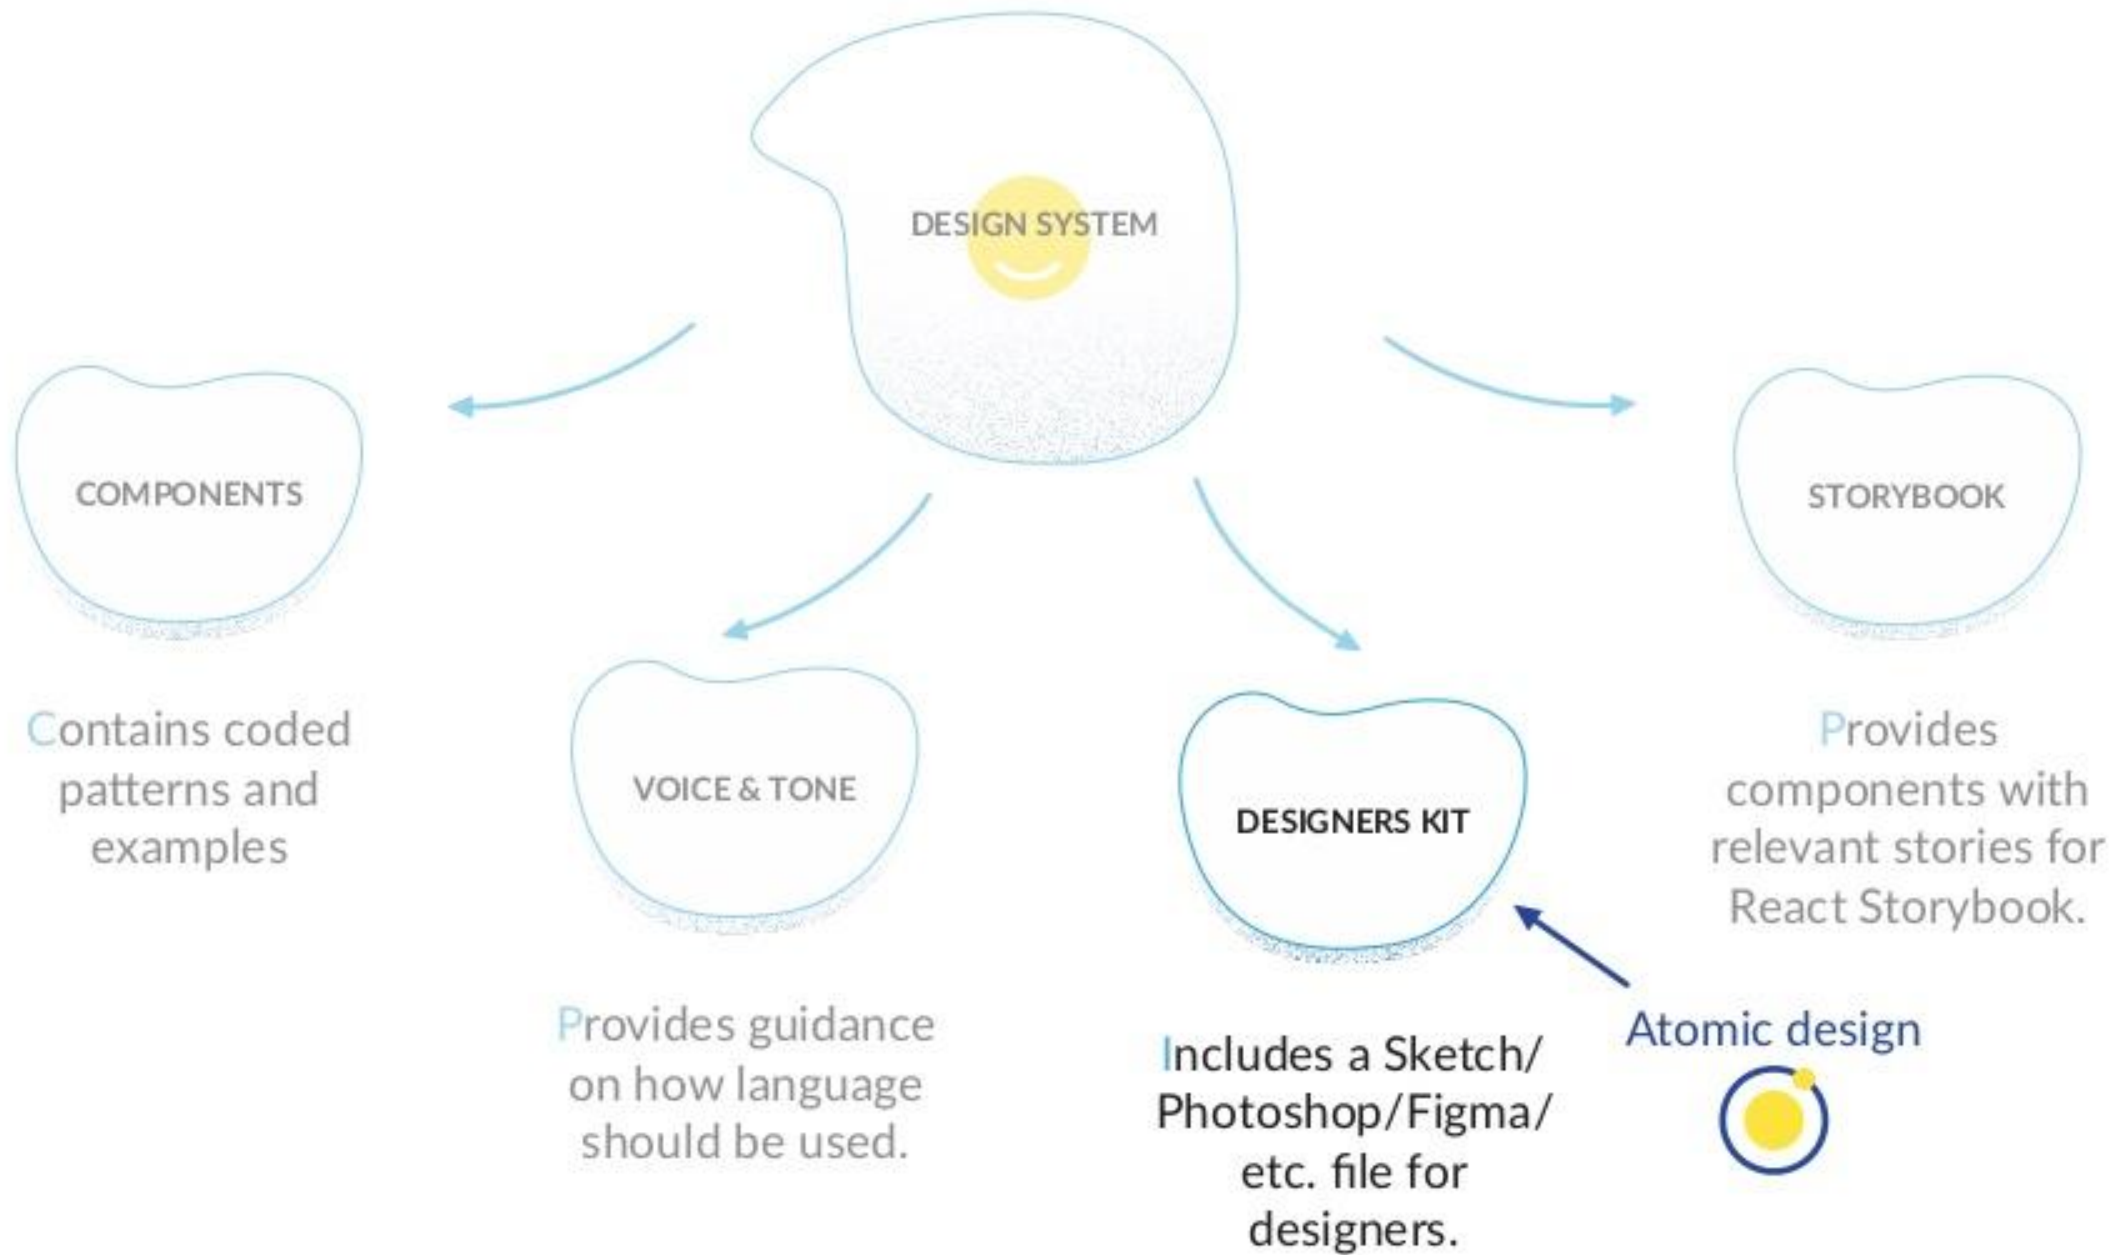 DESIGN SYSTEM
COMPONENTS
Contains coded
patterns and
examples
VOICE & TONE
Provides guidance
on how language
should be used.
DESIGNERS KIT
Includes a Sketch/
Photoshop/Figma/
etc. file for
designers.
Atomic design
STORYBOOK
Provides
components with
relevant stories for
React Storybook.